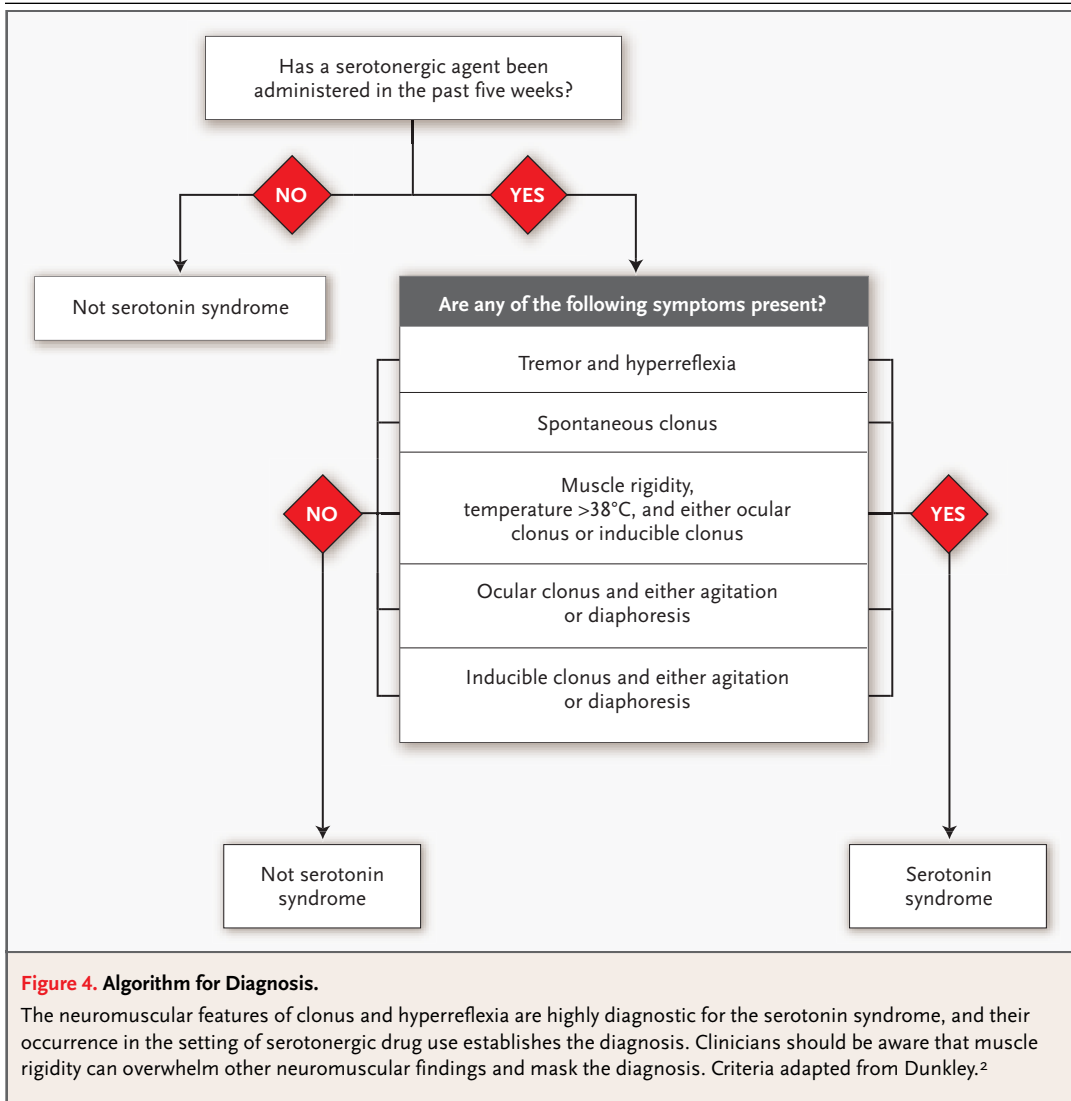 Has a serotonergic agent been
administered in the past five weeks?
NO
YES
Not serotonin syndrome
Are any of the following symptoms present?
Tremor and hyperreflexia
Spontaneous clonus
Muscle rigidity,
temperature >38°C, and either ocular
clonus or inducible clonus
NO
YES
Ocular clonus and either agitation
or diaphoresis
Inducible clonus and either agitation
or diaphoresis
Not serotonin
syndrome
Serotonin
syndrome
Figure 4. Algorithm for Diagnosis.
The neuromuscular features of clonus and hyperreflexia are highly diagnostic for the serotonin syndrome, and their
occurrence in the setting of serotonergic drug use establishes the diagnosis. Clinicians should be aware that muscle
rigidity can overwhelm other neuromuscular findings and mask the diagnosis. Criteria adapted from Dunkley.²